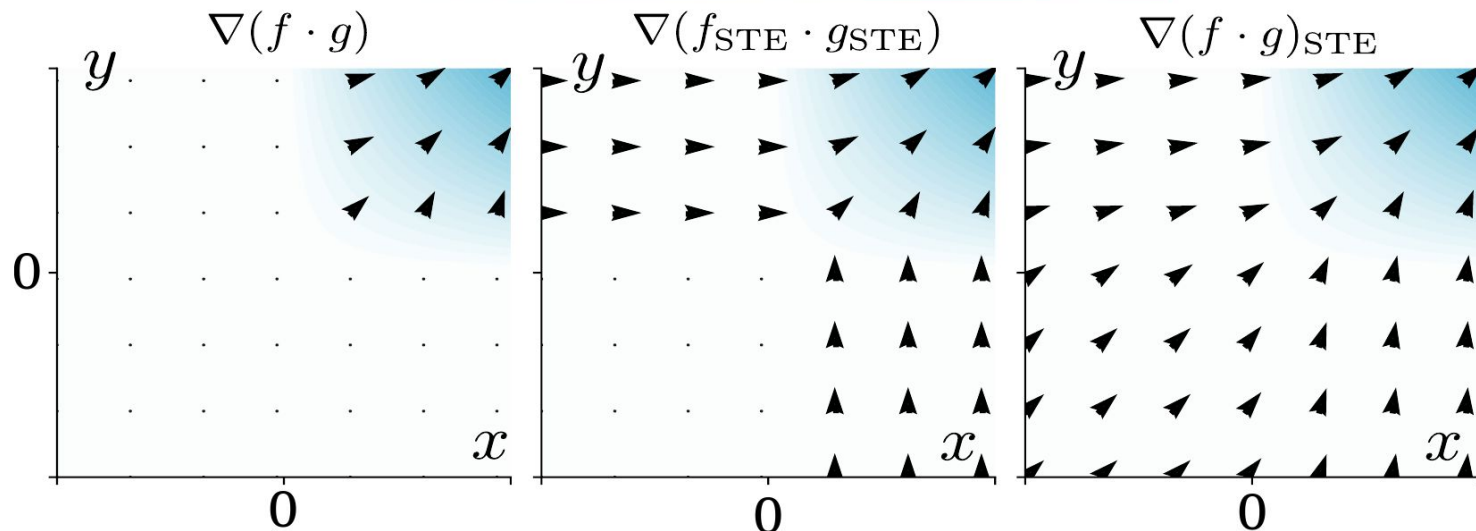 ∇(f · g)
∇(f_STE · g_STE)
∇(f · g)_STE
y
y
y
0
x
x
x
0
0
0